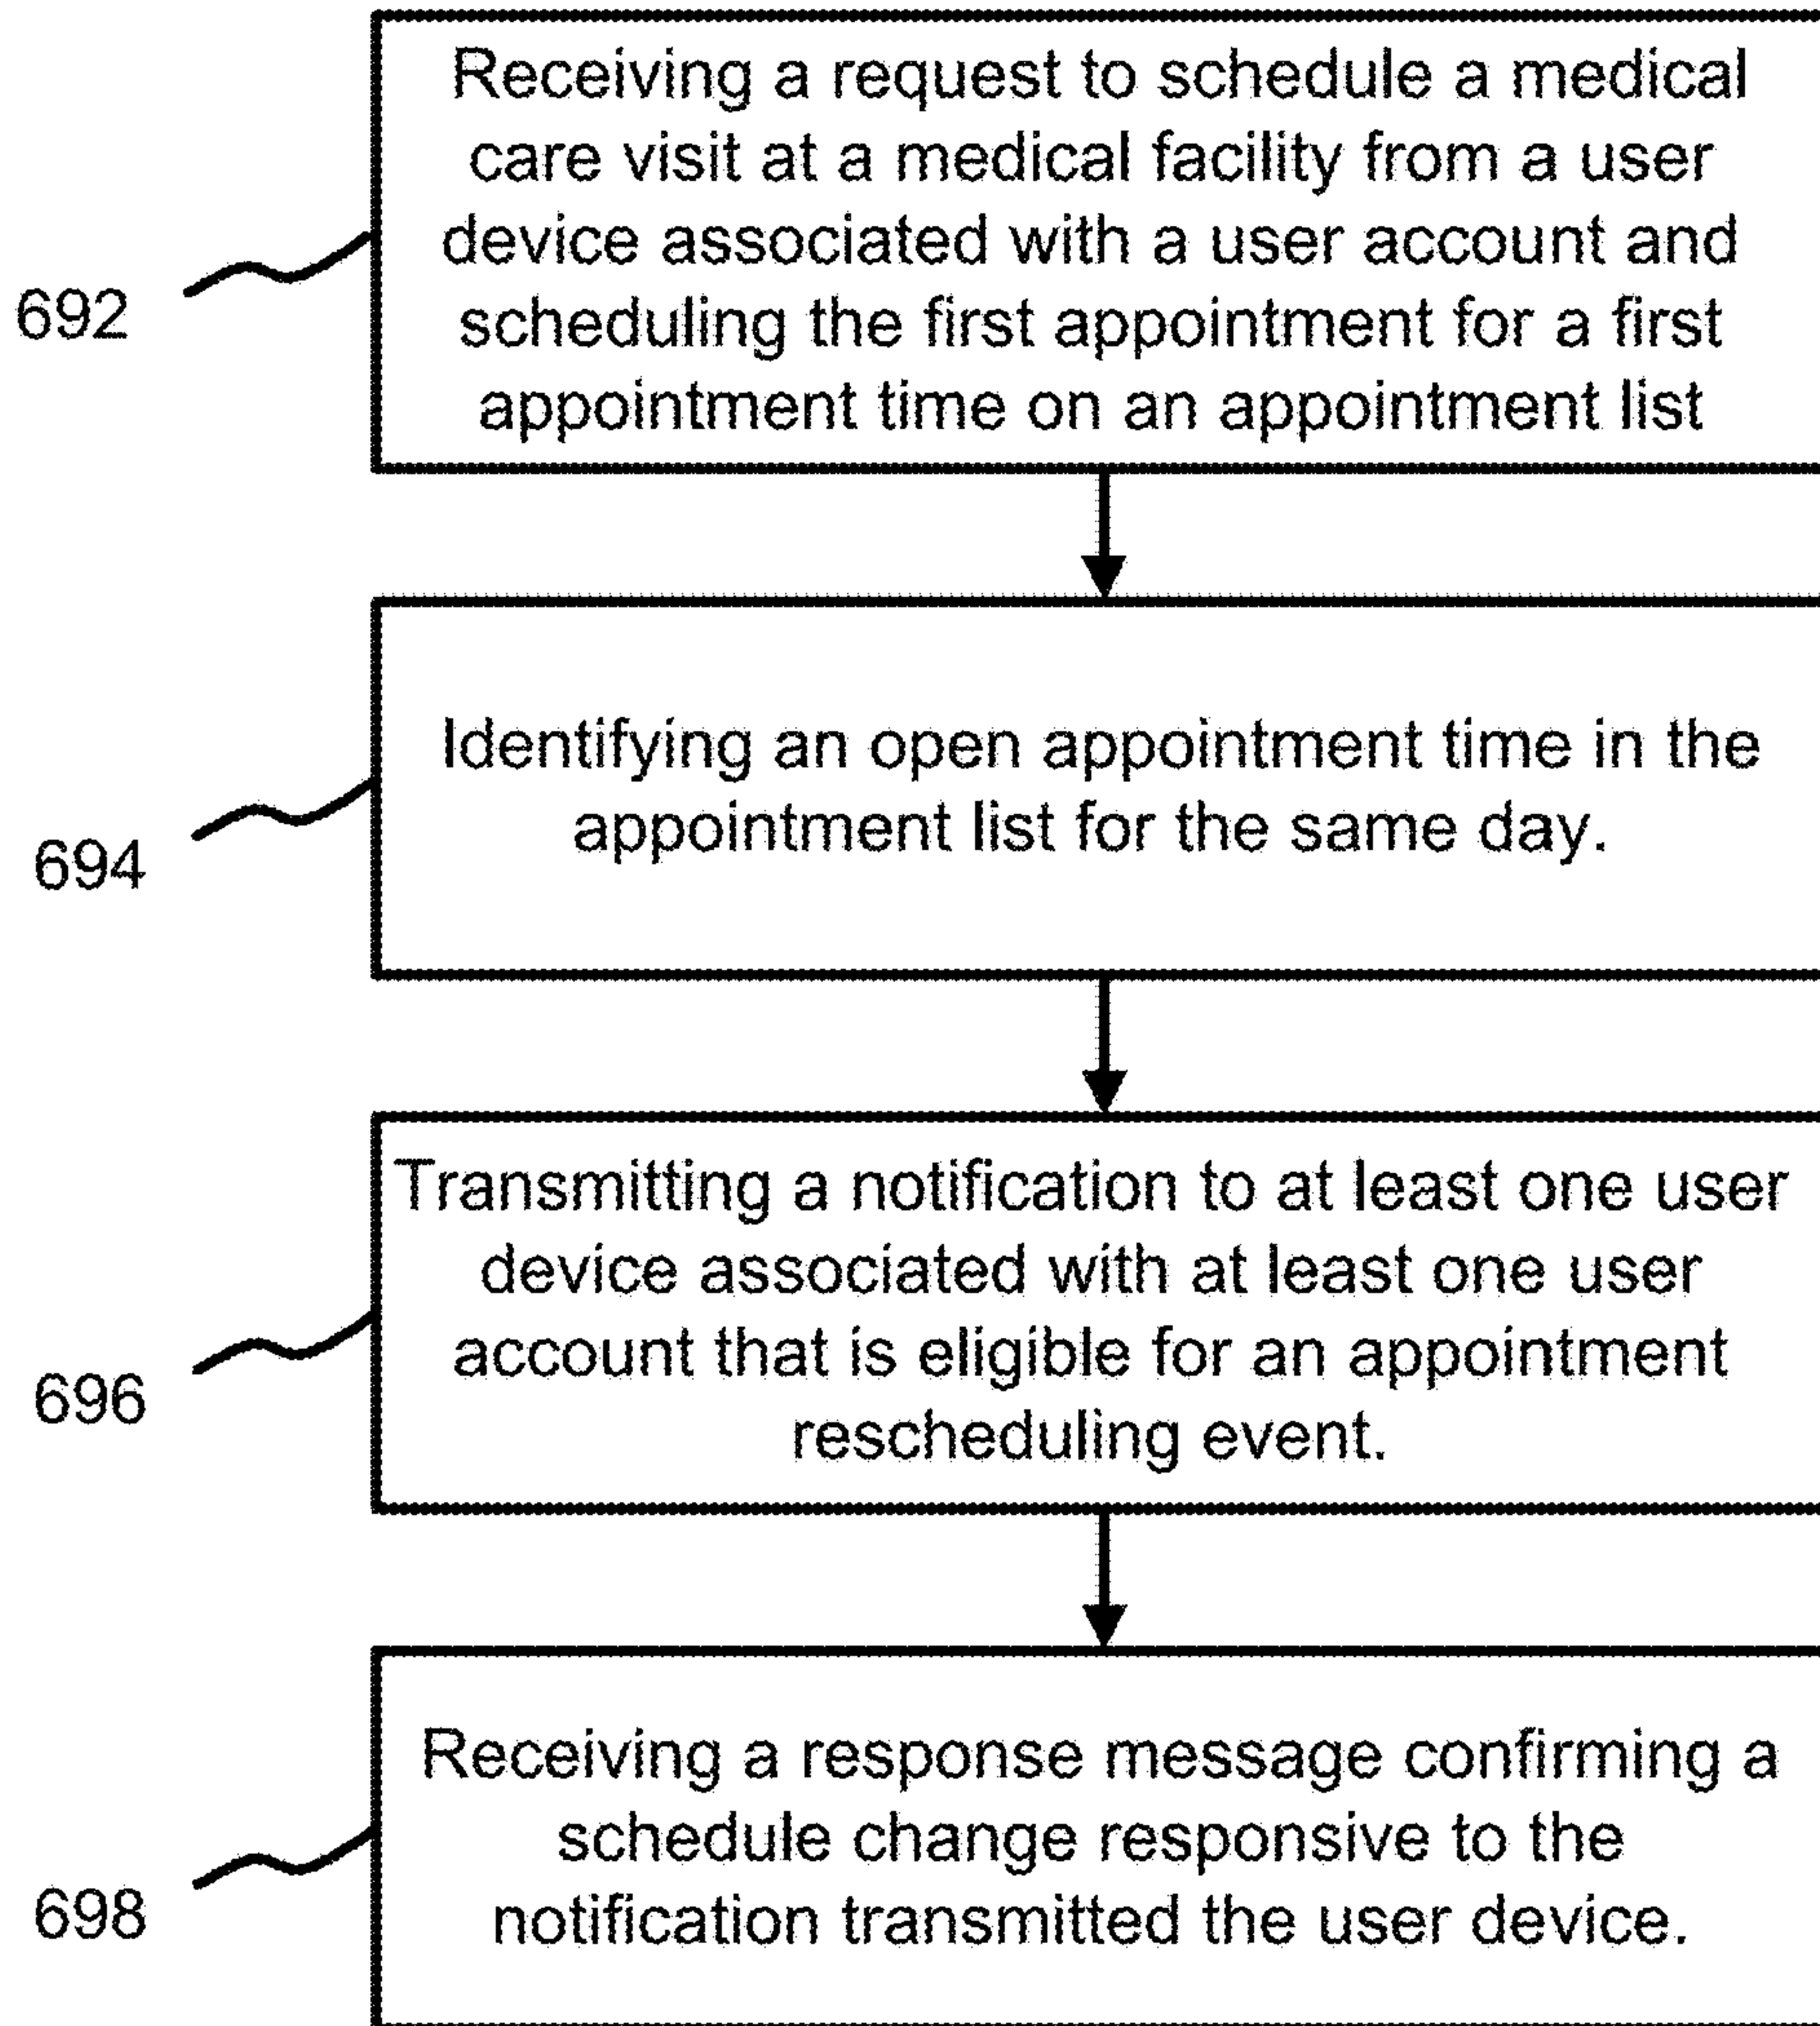 Receiving a request to schedule a medical
care visit at a medical facility from a user
device associated with a user account and
scheduling the first appointment for a first
appointment time on an appointment list
692
Identifying an open appointment time in the
appointment list for the same day.
694
Transmitting a notification to at least one user
device associated with at least one user
account that is eligible for an appointment
rescheduling event.
696
Receiving a response message confirming a
schedule change responsive to the
notification transmitted the user device.
698